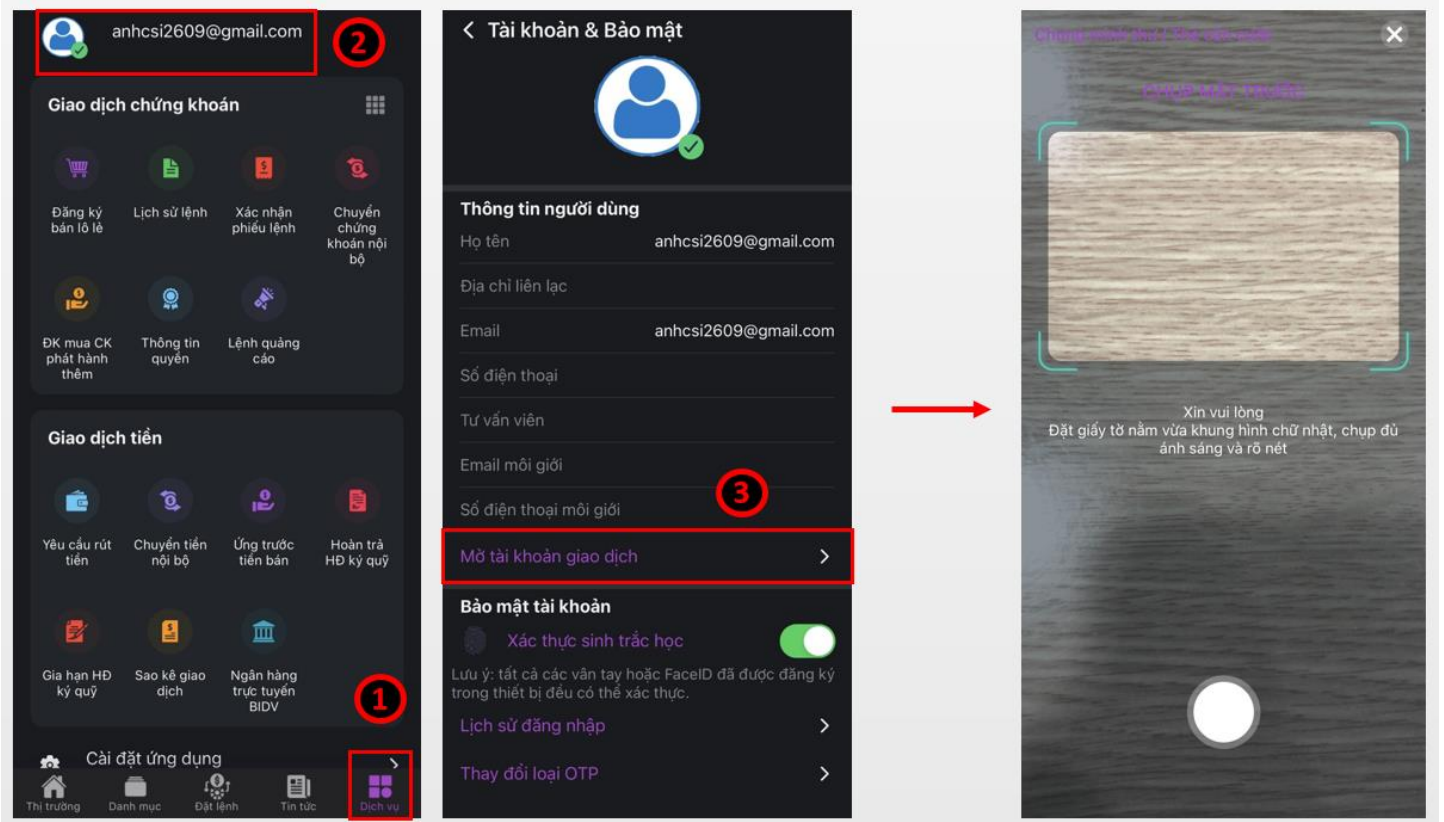 anhcsi2609@gmail.com
2
Giao dịch chứng khoán
Đăng ký
bán lô lẻ
Lịch sử lệnh
Xác nhận
phiếu lệnh
Chuyển
chứng
khoán nội
bộ
ĐK mua CK
phát hành
thêm
Thông tin
quyền
Lệnh quảng
cáo
Giao dịch tiền
Yêu cầu rút
tiền
Chuyển tiền
nội bộ
Ứng trước
tiền bán
Hoàn trả
HĐ ký quỹ
Gia hạn HĐ
ký quỹ
Sao kê giao
dịch
Ngân hàng
trực tuyến
BIDV
1
Cài đặt ứng dụng
Thị trường
Danh mục
Đặt lệnh
Tin tức
Dịch vụ
Tài khoản & Bảo mật
Thông tin người dùng
Họ tên anhcsi2609@gmail.com
Địa chỉ liên lạc
Email anhcsi2609@gmail.com
Số điện thoại
Tư vấn viên
Email môi giới
Số điện thoại môi giới
3
Mở tài khoản giao dịch
Bảo mật tài khoản
Xác thực sinh trắc học
Lưu ý: tất cả các vân tay hoặc FaceID đã được đăng ký
trong thiết bị đều có thể xác thực.
Lịch sử đăng nhập
Thay đổi loại OTP
Chứng minh thư / Thẻ căn cước
CHỤP MẶT TRƯỚC
Xin vui lòng
Đặt giấy tờ nằm vừa khung hình chữ nhật, chụp đủ
ánh sáng và rõ nét